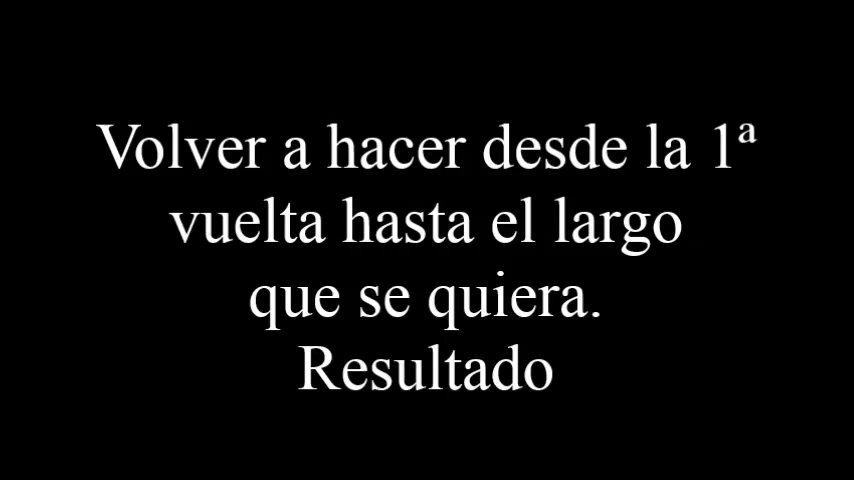 Volver a hacer desde la 1ª
vuelta hasta el largo
que se quiera.
Resultado